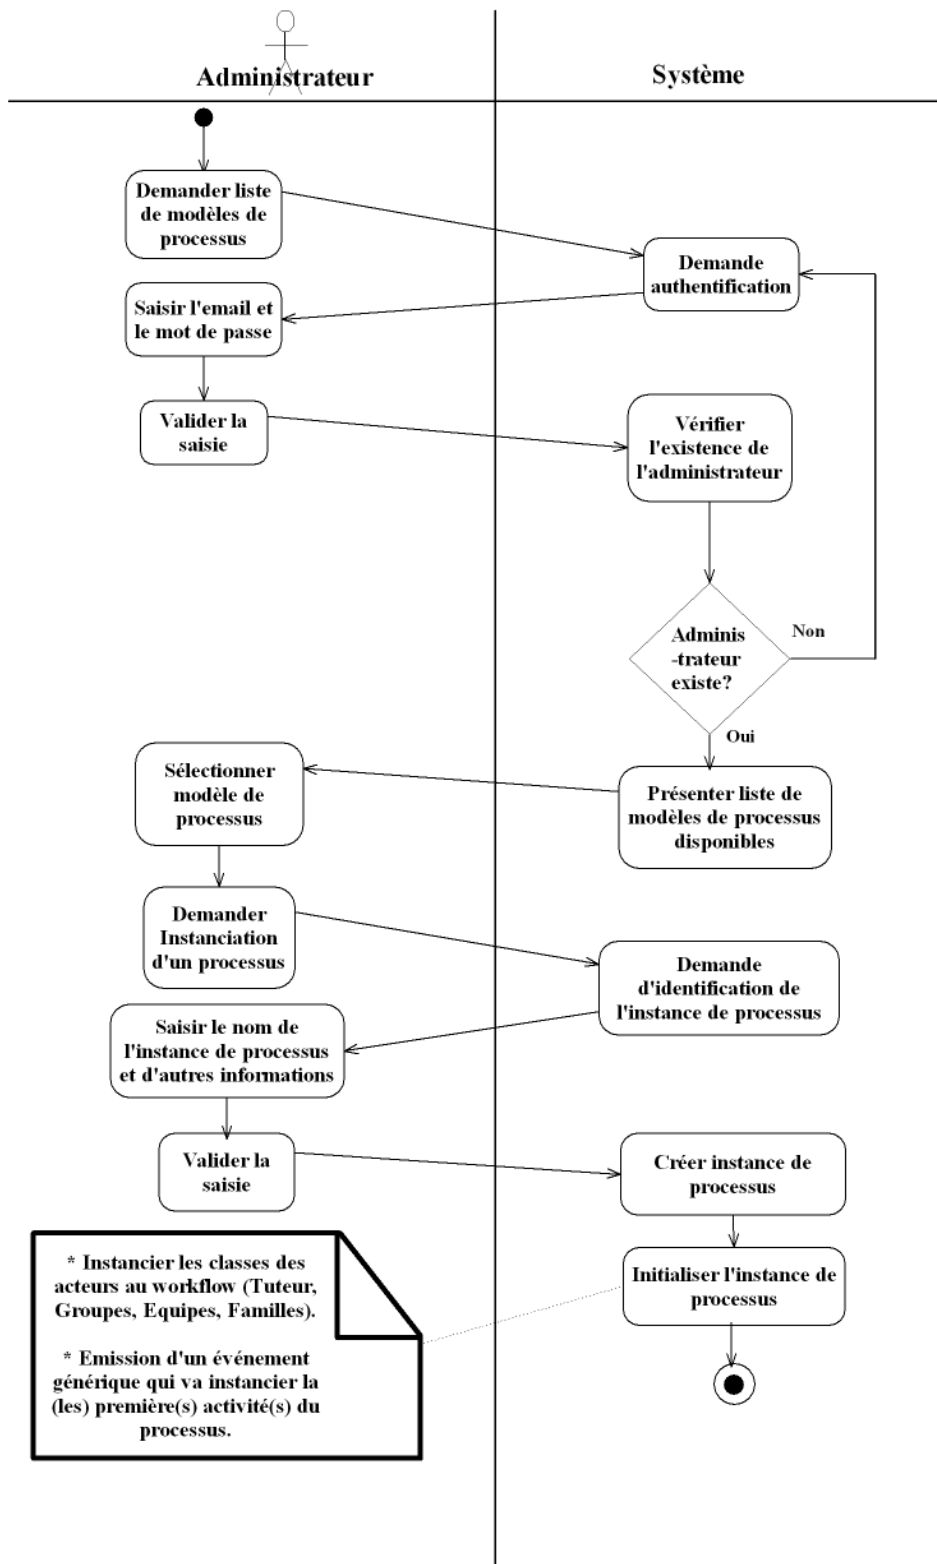 Administrateur
Système
Demander liste
de modèles de
processus
Demande
authentification
Saisir l'email et
le mot de passe
Valider la
saisie
Vérifier
l'existence de
l'administrateur
Adminis
-trateur
existe?
Non
Oui
Sélectionner
modèle de
processus
Présenter liste de
modèles de processus
disponibles
Demander
Instanciation
d'un processus
Demande
d'identification de
l'instance de processus
Saisir le nom de
l'instance de processus
et d'autres informations
Valider la
saisie
Créer instance de
processus
Initialiser l'instance de
processus
* Instancier les classes des
acteurs au workflow (Tuteur,
Groupes, Equipes, Familles).
* Emission d'un événement
générique qui va instancier la
(les) première(s) activité(s) du
processus.